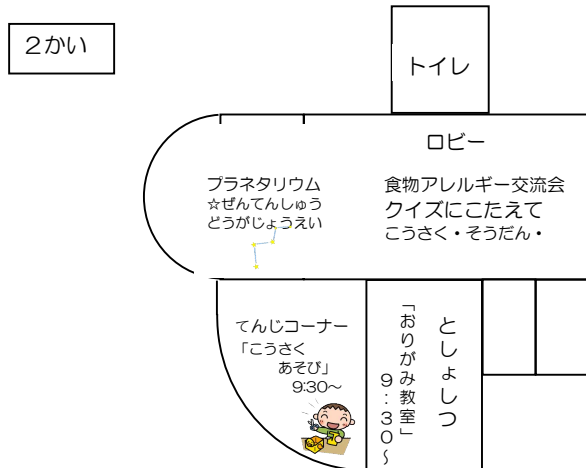 ２かい
トイレ
ロビー
プラネタリウム
☆ぜんてんしゅう
どうがじょうえい
食物アレルギー交流会
クイズにこたえて
こうさく・そうだん・
てんじコーナー
「こうさく
あそび」
9:30～
としょしつ
「おりがみ教室」
９:３０～